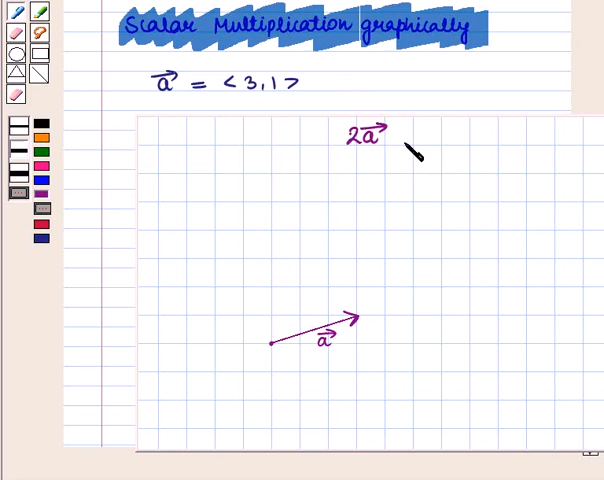 Scalar Multiplication graphically
a⃗ = < 3, 1 >
2a⃗
a⃗